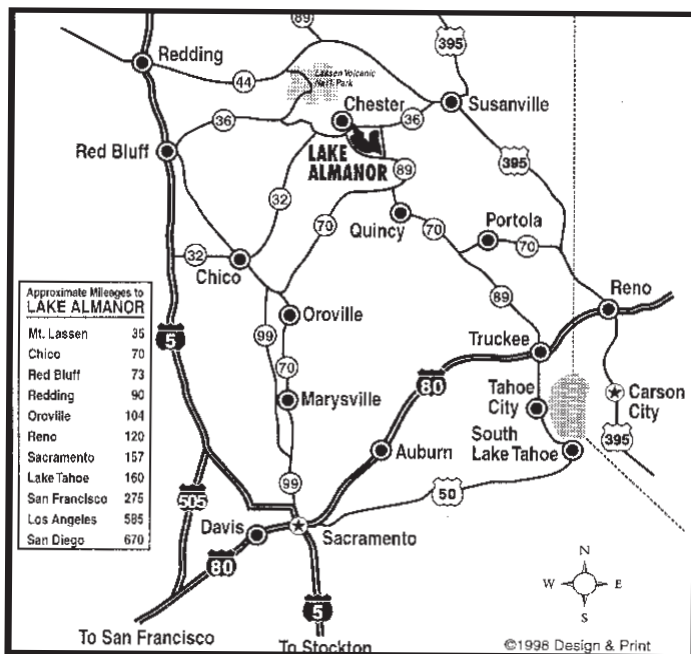 89
395
Redding
44
Lassen Volcanic
Nat'l. Park
Chester
Susanville
36
36
Red Bluff
LAKE
ALMANOR
89
395
32
Quincy
70
Portola
70
70
32
Chico
89
Reno
Approximate Mileages to
LAKE ALMANOR
Mt. Lassen 35
Chico 70
Red Bluff 73
Redding 90
Oroville 104
Reno 120
Sacramento 157
Lake Tahoe 160
San Francisco 275
Los Angeles 585
San Diego 670
5
99
Oroville
Truckee
70
80
Marysville
Tahoe
City
Carson
City
395
Auburn
South
Lake Tahoe
505
99
50
Davis
Sacramento
80
5
N
W E
S
To San Francisco
To Stockton
©1998 Design & Print